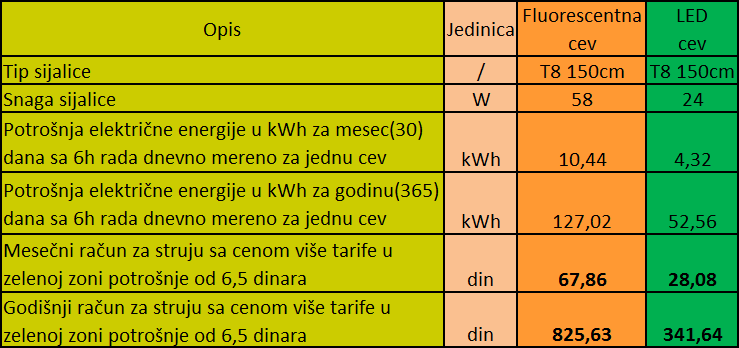 Opis Jedinica Fluorescentna cev LED cev
Tip sijalice / T8 150cm T8 150cm
Snaga sijalice W 58 24
Potrošnja električne energije u kWh za mesec(30)
dana sa 6h rada dnevno mereno za jednu cev kWh 10,44 4,32
Potrošnja električne energije u kWh za godinu(365)
dana sa 6h rada dnevno mereno za jednu cev kWh 127,02 52,56
Mesečni račun za struju sa cenom više tarife u
zelenoj zoni potrošnje od 6,5 dinara din 67,86 28,08
Godišnji račun za struju sa cenom više tarife u
zelenoj zoni potrošnje od 6,5 dinara din 825,63 341,64